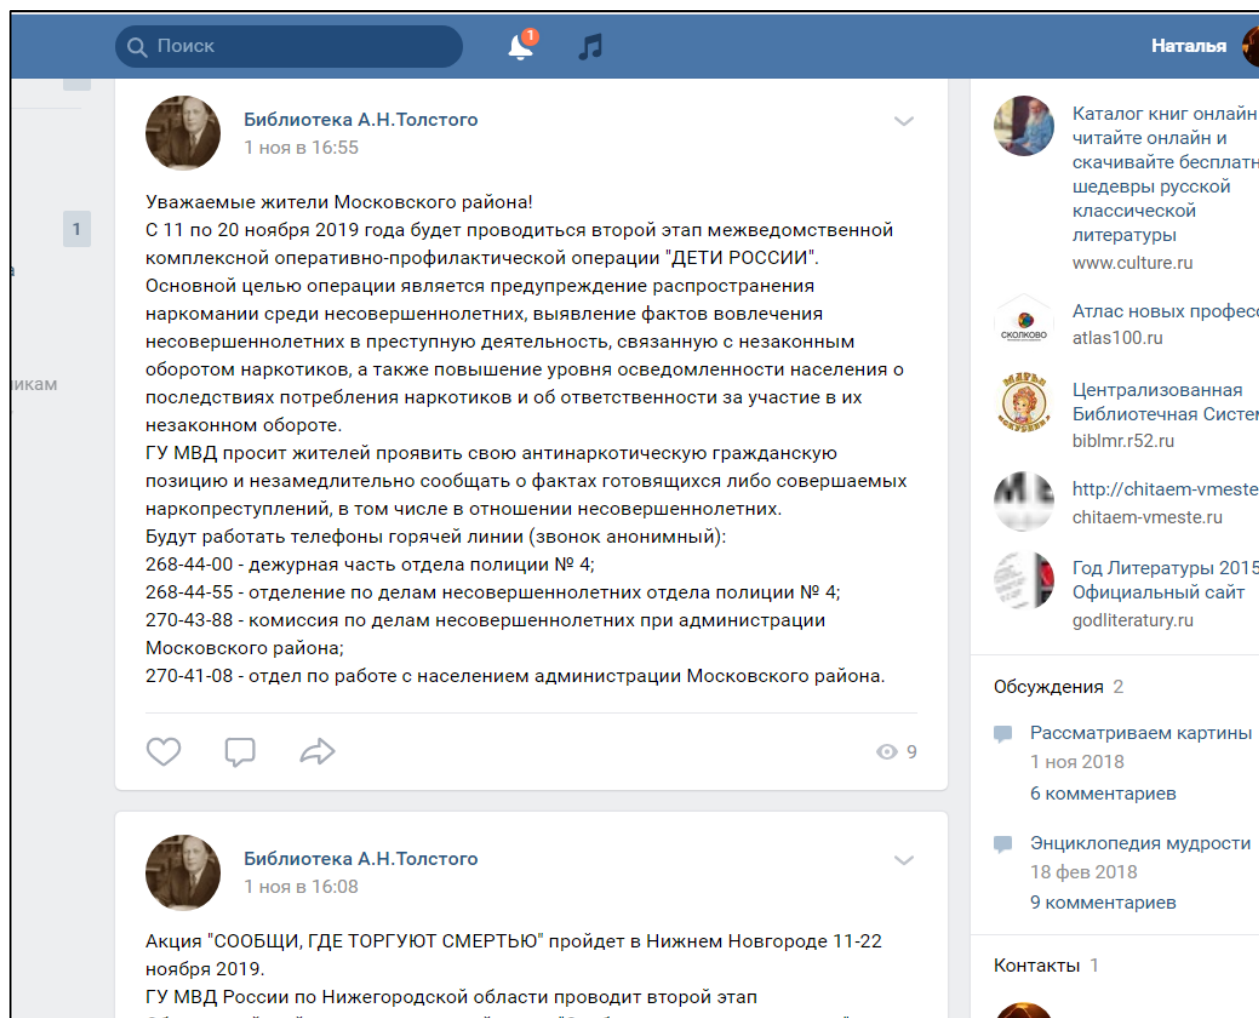 Поиск
1
Наталья
1
икам
Библиотека А.Н.Толстого
1 ноя в 16:55
Уважаемые жители Московского района!
С 11 по 20 ноября 2019 года будет проводиться второй этап межведомственной
комплексной оперативно-профилактической операции "ДЕТИ РОССИИ".
Основной целью операции является предупреждение распространения
наркомании среди несовершеннолетних, выявление фактов вовлечения
несовершеннолетних в преступную деятельность, связанную с незаконным
оборотом наркотиков, а также повышение уровня осведомленности населения о
последствиях потребления наркотиков и об ответственности за участие в их
незаконном обороте.
ГУ МВД просит жителей проявить свою антинаркотическую гражданскую
позицию и незамедлительно сообщать о фактах готовящихся либо совершаемых
наркопреступлений, в том числе в отношении несовершеннолетних.
Будут работать телефоны горячей линии (звонок анонимный):
268-44-00 - дежурная часть отдела полиции № 4;
268-44-55 - отделение по делам несовершеннолетних отдела полиции № 4;
270-43-88 - комиссия по делам несовершеннолетних при администрации
Московского района;
270-41-08 - отдел по работе с населением администрации Московского района.
9
Библиотека А.Н.Толстого
1 ноя в 16:08
Акция "СООБЩИ, ГДЕ ТОРГУЮТ СМЕРТЬЮ" пройдет в Нижнем Новгороде 11-22
ноября 2019.
ГУ МВД России по Нижегородской области проводит второй этап
Каталог книг онлайн
читайте онлайн и
скачивайте бесплатн
шедевры русской
классической
литературы
www.culture.ru
СКОЛКОВО
Атлас новых професс
atlas100.ru
Централизованная
Библиотечная Систем
biblmr.r52.ru
http://chitaem-vmeste
chitaem-vmeste.ru
Год Литературы 2015
Официальный сайт
godliteratury.ru
Обсуждения 2
Рассматриваем картины
1 ноя 2018
6 комментариев
Энциклопедия мудрости
18 фев 2018
9 комментариев
Контакты 1